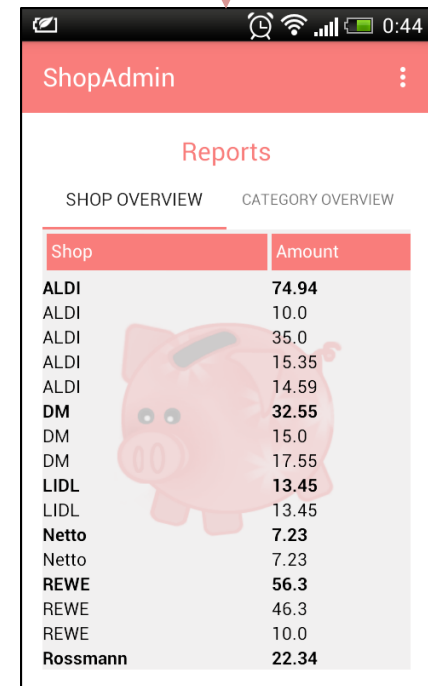 0:44
ShopAdmin
Reports
SHOP OVERVIEW CATEGORY OVERVIEW
Shop Amount
ALDI 74.94
ALDI 10.0
ALDI 35.0
ALDI 15.35
ALDI 14.59
DM 32.55
DM 15.0
DM 17.55
LIDL 13.45
LIDL 13.45
Netto 7.23
Netto 7.23
REWE 56.3
REWE 46.3
REWE 10.0
Rossmann 22.34